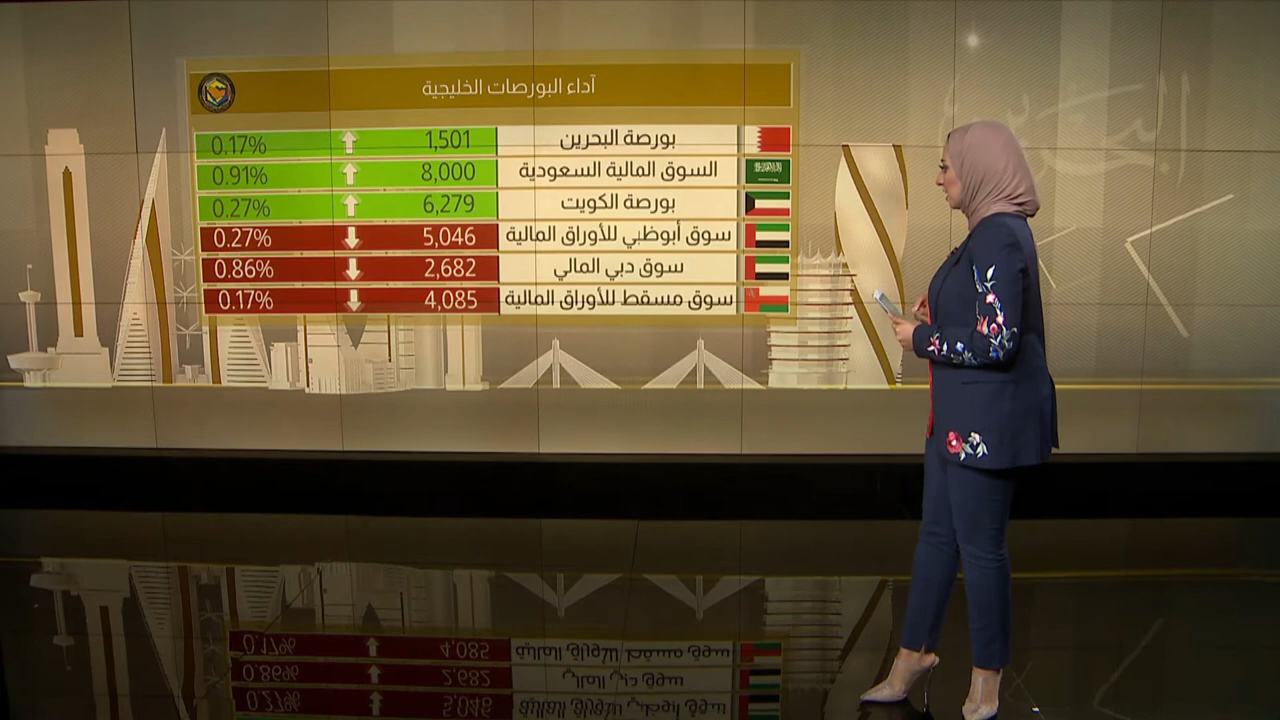 آداء البورصات الخليجية
بورصة البحرين 1,501 0.17%
السوق المالية السعودية 8,000 0.91%
بورصة الكويت 6,279 0.27%
سوق أبوظبي للأوراق المالية 5,046 0.27%
سوق دبي المالي 2,682 0.86%
سوق مسقط للأوراق المالية 4,085 0.17%